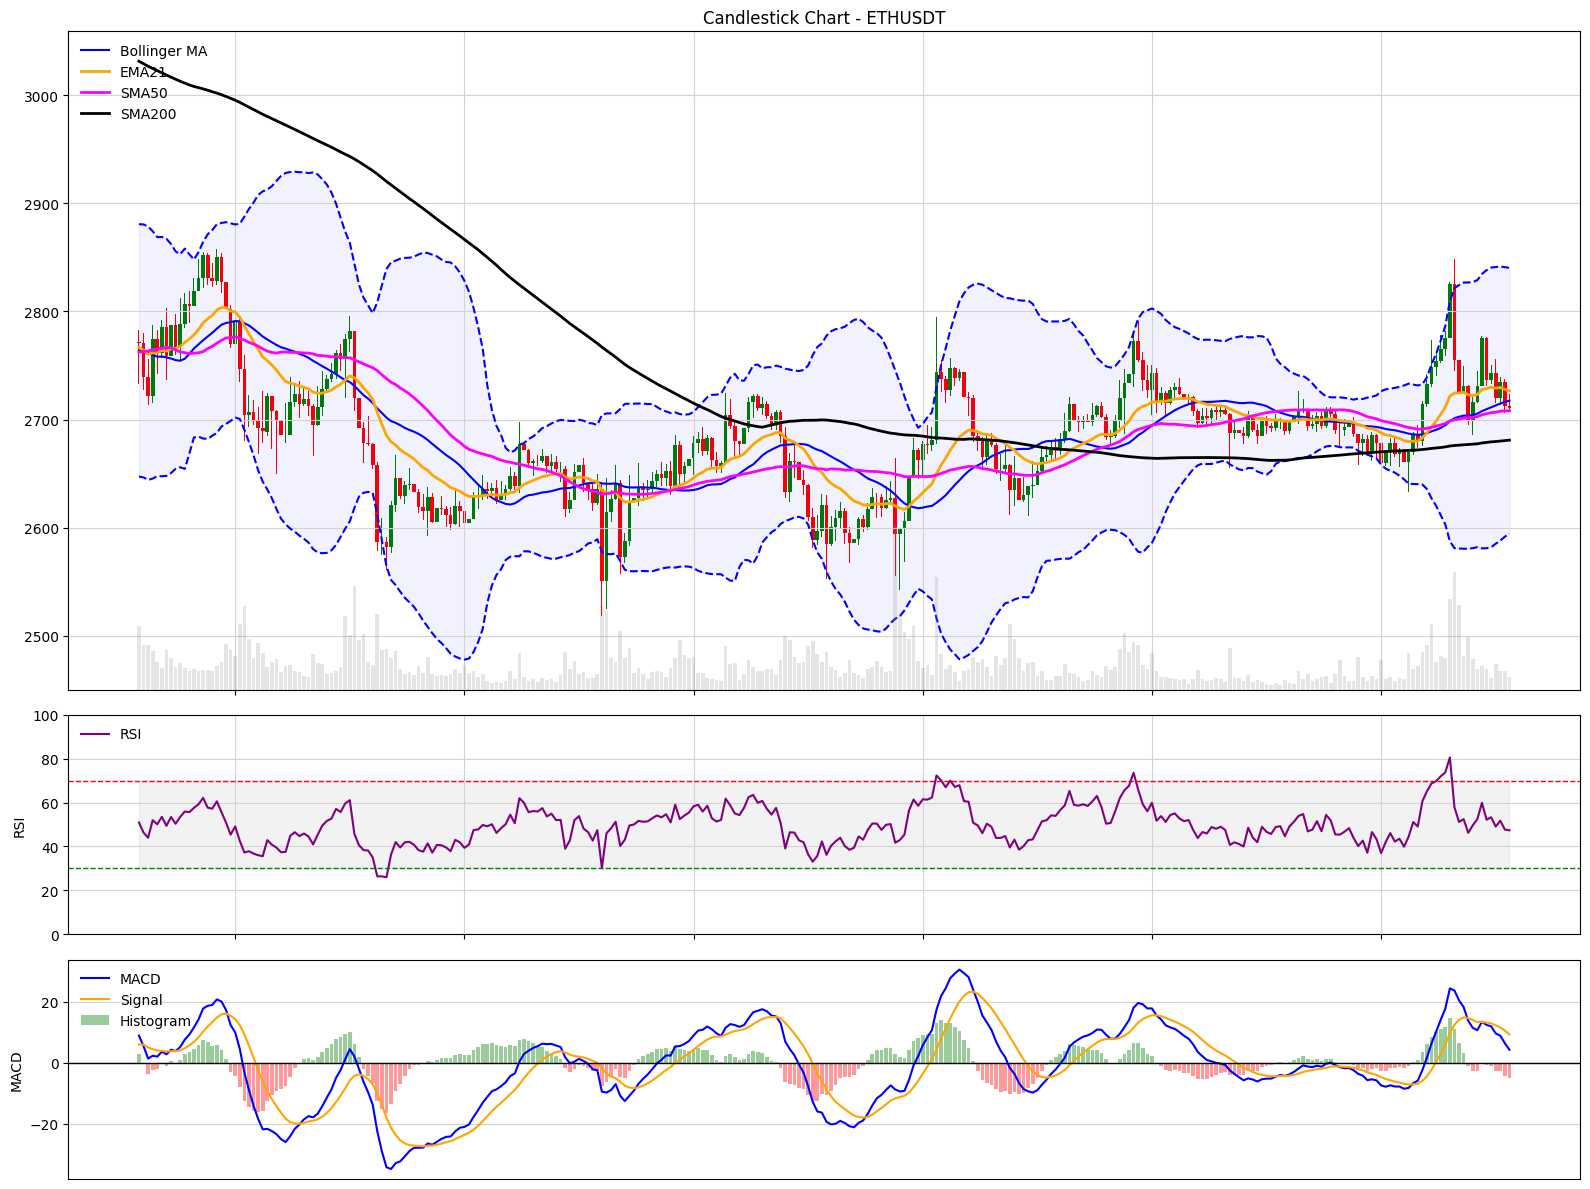 Candlestick Chart - ETHUSDT
Bollinger MA
EMA21
SMA50
SMA200
3000
2900
2800
2700
2600
2500
RSI
100
80
60
40
20
0
RSI
MACD
Signal
Histogram
20
0
−20
MACD